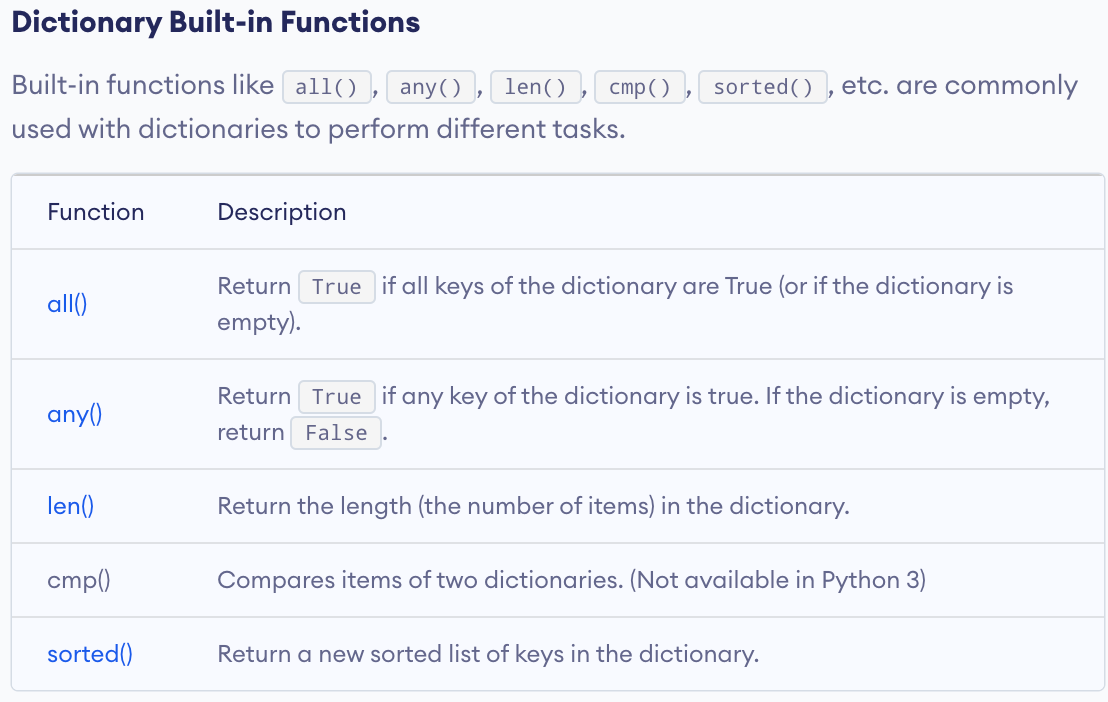 Dictionary Built-in Functions
Built-in functions like all(), any(), len(), cmp(), sorted(), etc. are commonly
used with dictionaries to perform different tasks.
Function Description
all() Return True if all keys of the dictionary are True (or if the dictionary is
empty).
any() Return True if any key of the dictionary is true. If the dictionary is empty,
return False.
len() Return the length (the number of items) in the dictionary.
cmp() Compares items of two dictionaries. (Not available in Python 3)
sorted() Return a new sorted list of keys in the dictionary.